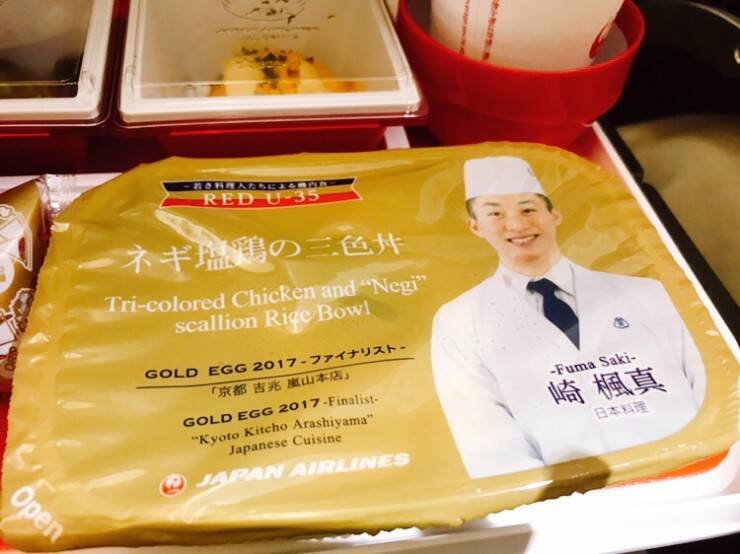 ~若き料理人たちによる機内食~
RED U-35
ネギ塩鶏の三色丼
Tri-colored Chicken and “Negi”
scallion Rice Bowl
GOLD EGG 2017 -ファイナリスト-
「京都 吉兆 嵐山本店」
GOLD EGG 2017 -Finalist-
“Kyoto Kitcho Arashiyama”
Japanese Cuisine
JAPAN AIRLINES
-Fuma Saki-
崎 楓真
日本料理
Open